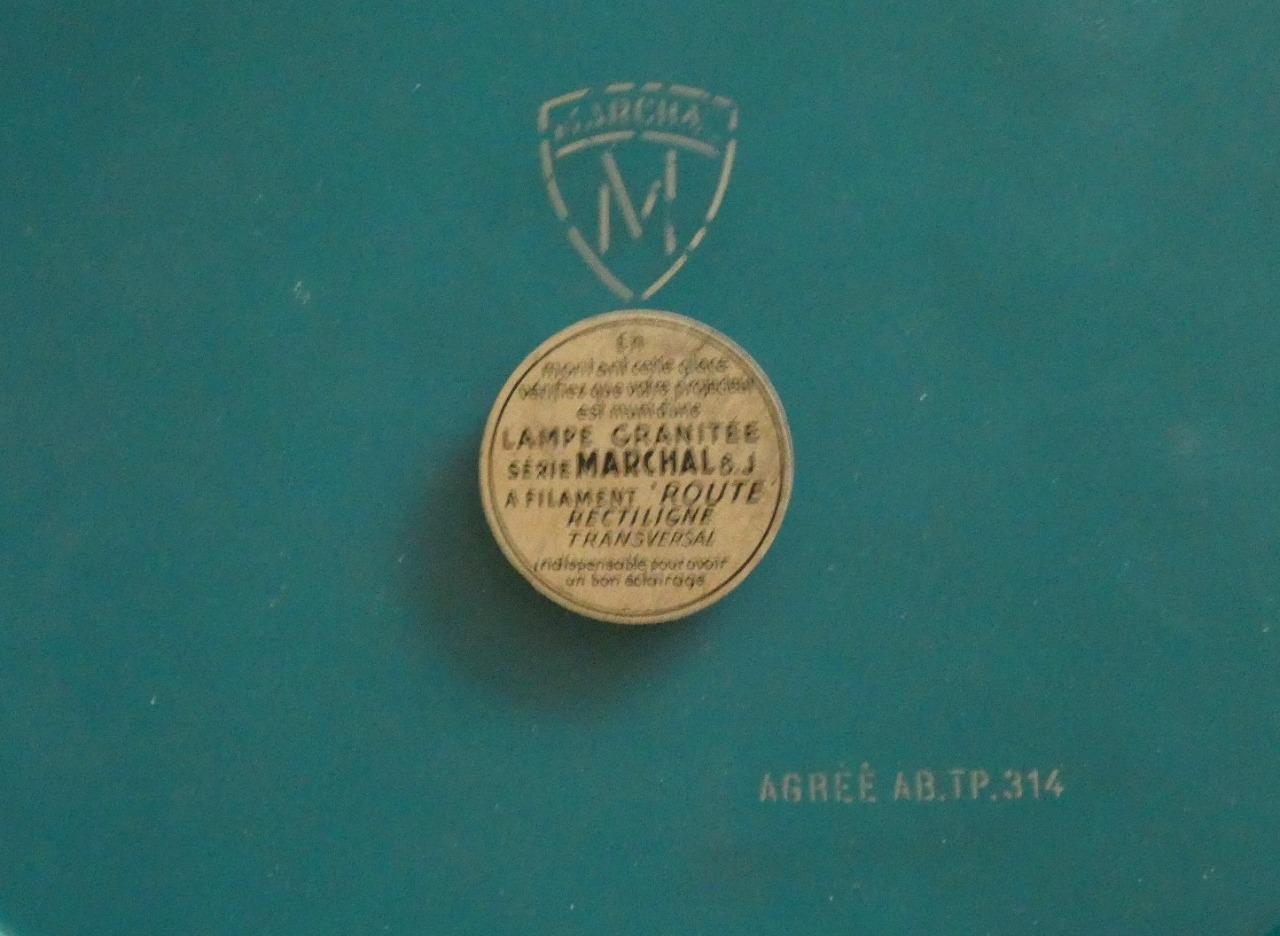 MARCHAL
M
En
montant cette glace
vérifiez que votre projecteur
est muni d'une
LAMPE GRANITÉE
SÉRIE MARCHAL B.J
A FILAMENT "ROUTE"
RECTILIGNE
TRANSVERSAL
indispensable pour avoir
un bon éclairage
AGRÉÉ AB.TP.314